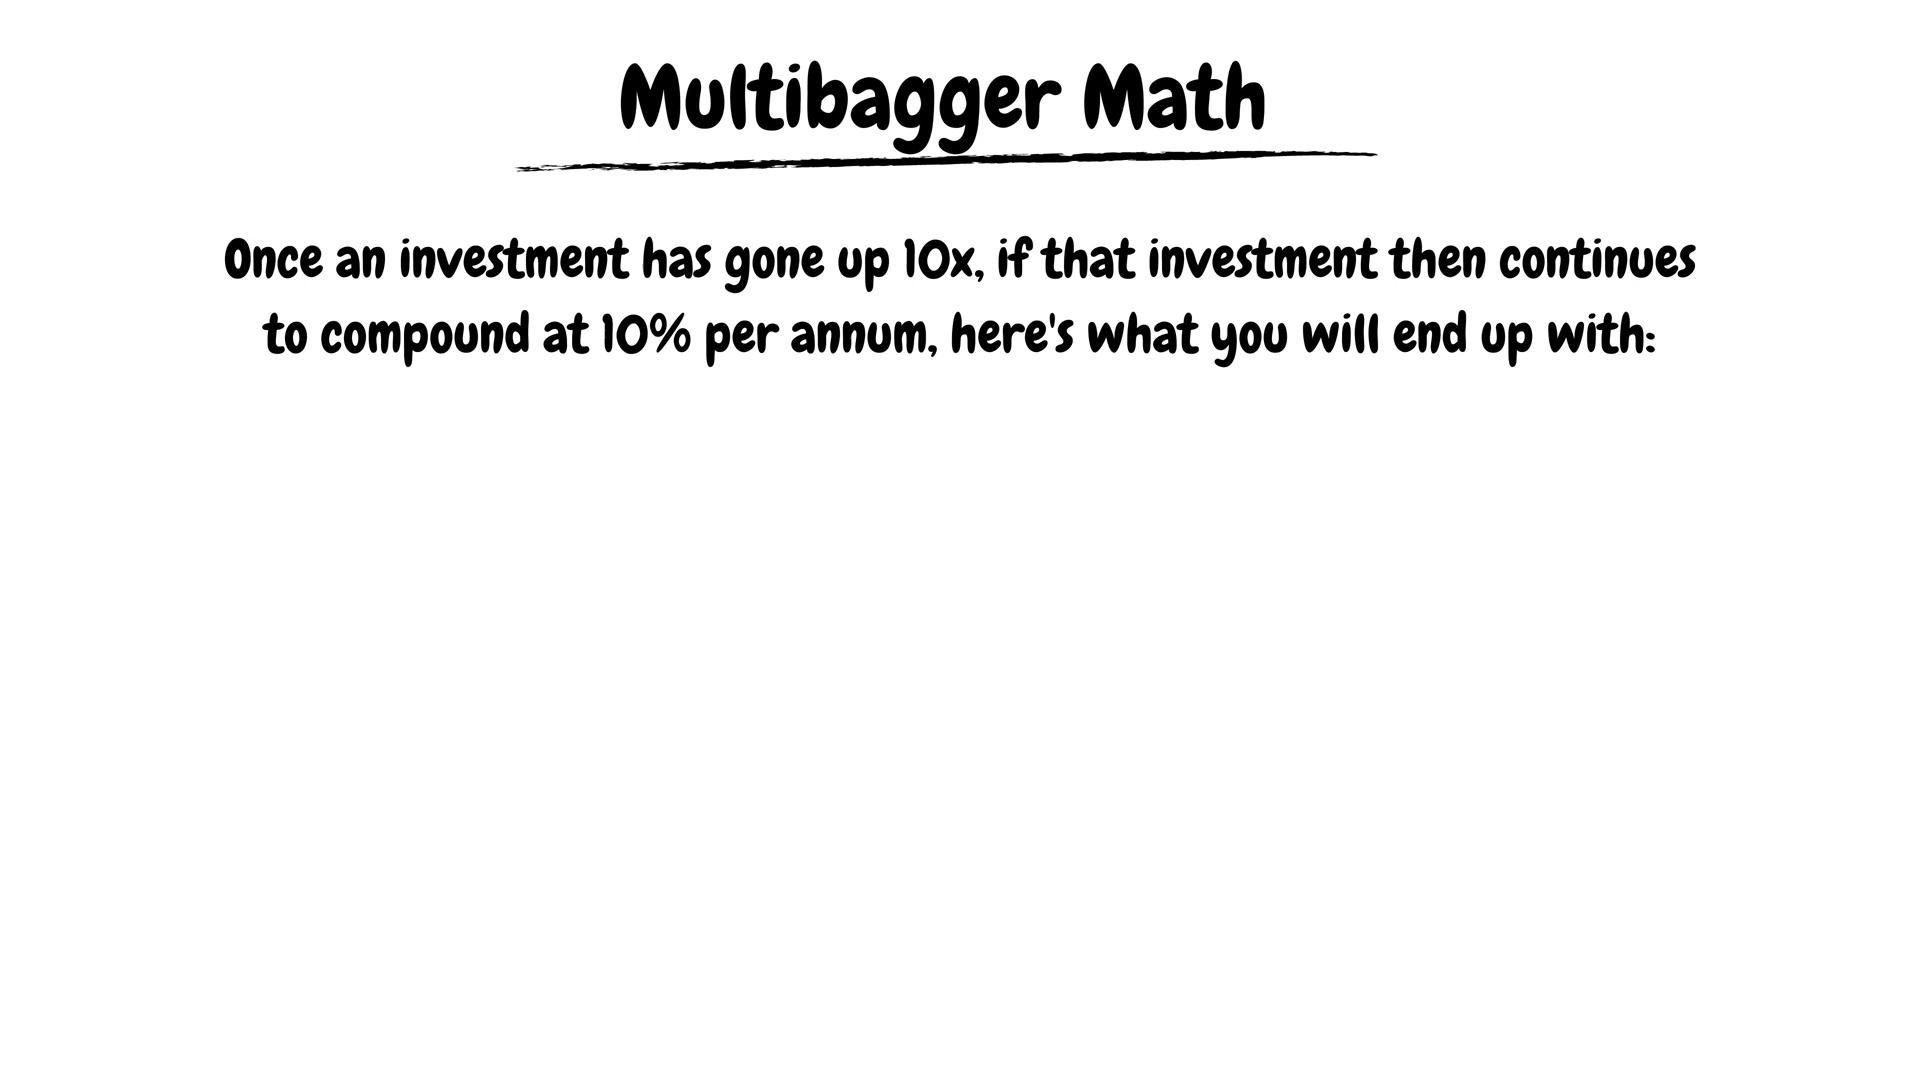 Multibagger Math
Once an investment has gone up 10x, if that investment then continues
to compound at 10% per annum, here's what you will end up with: